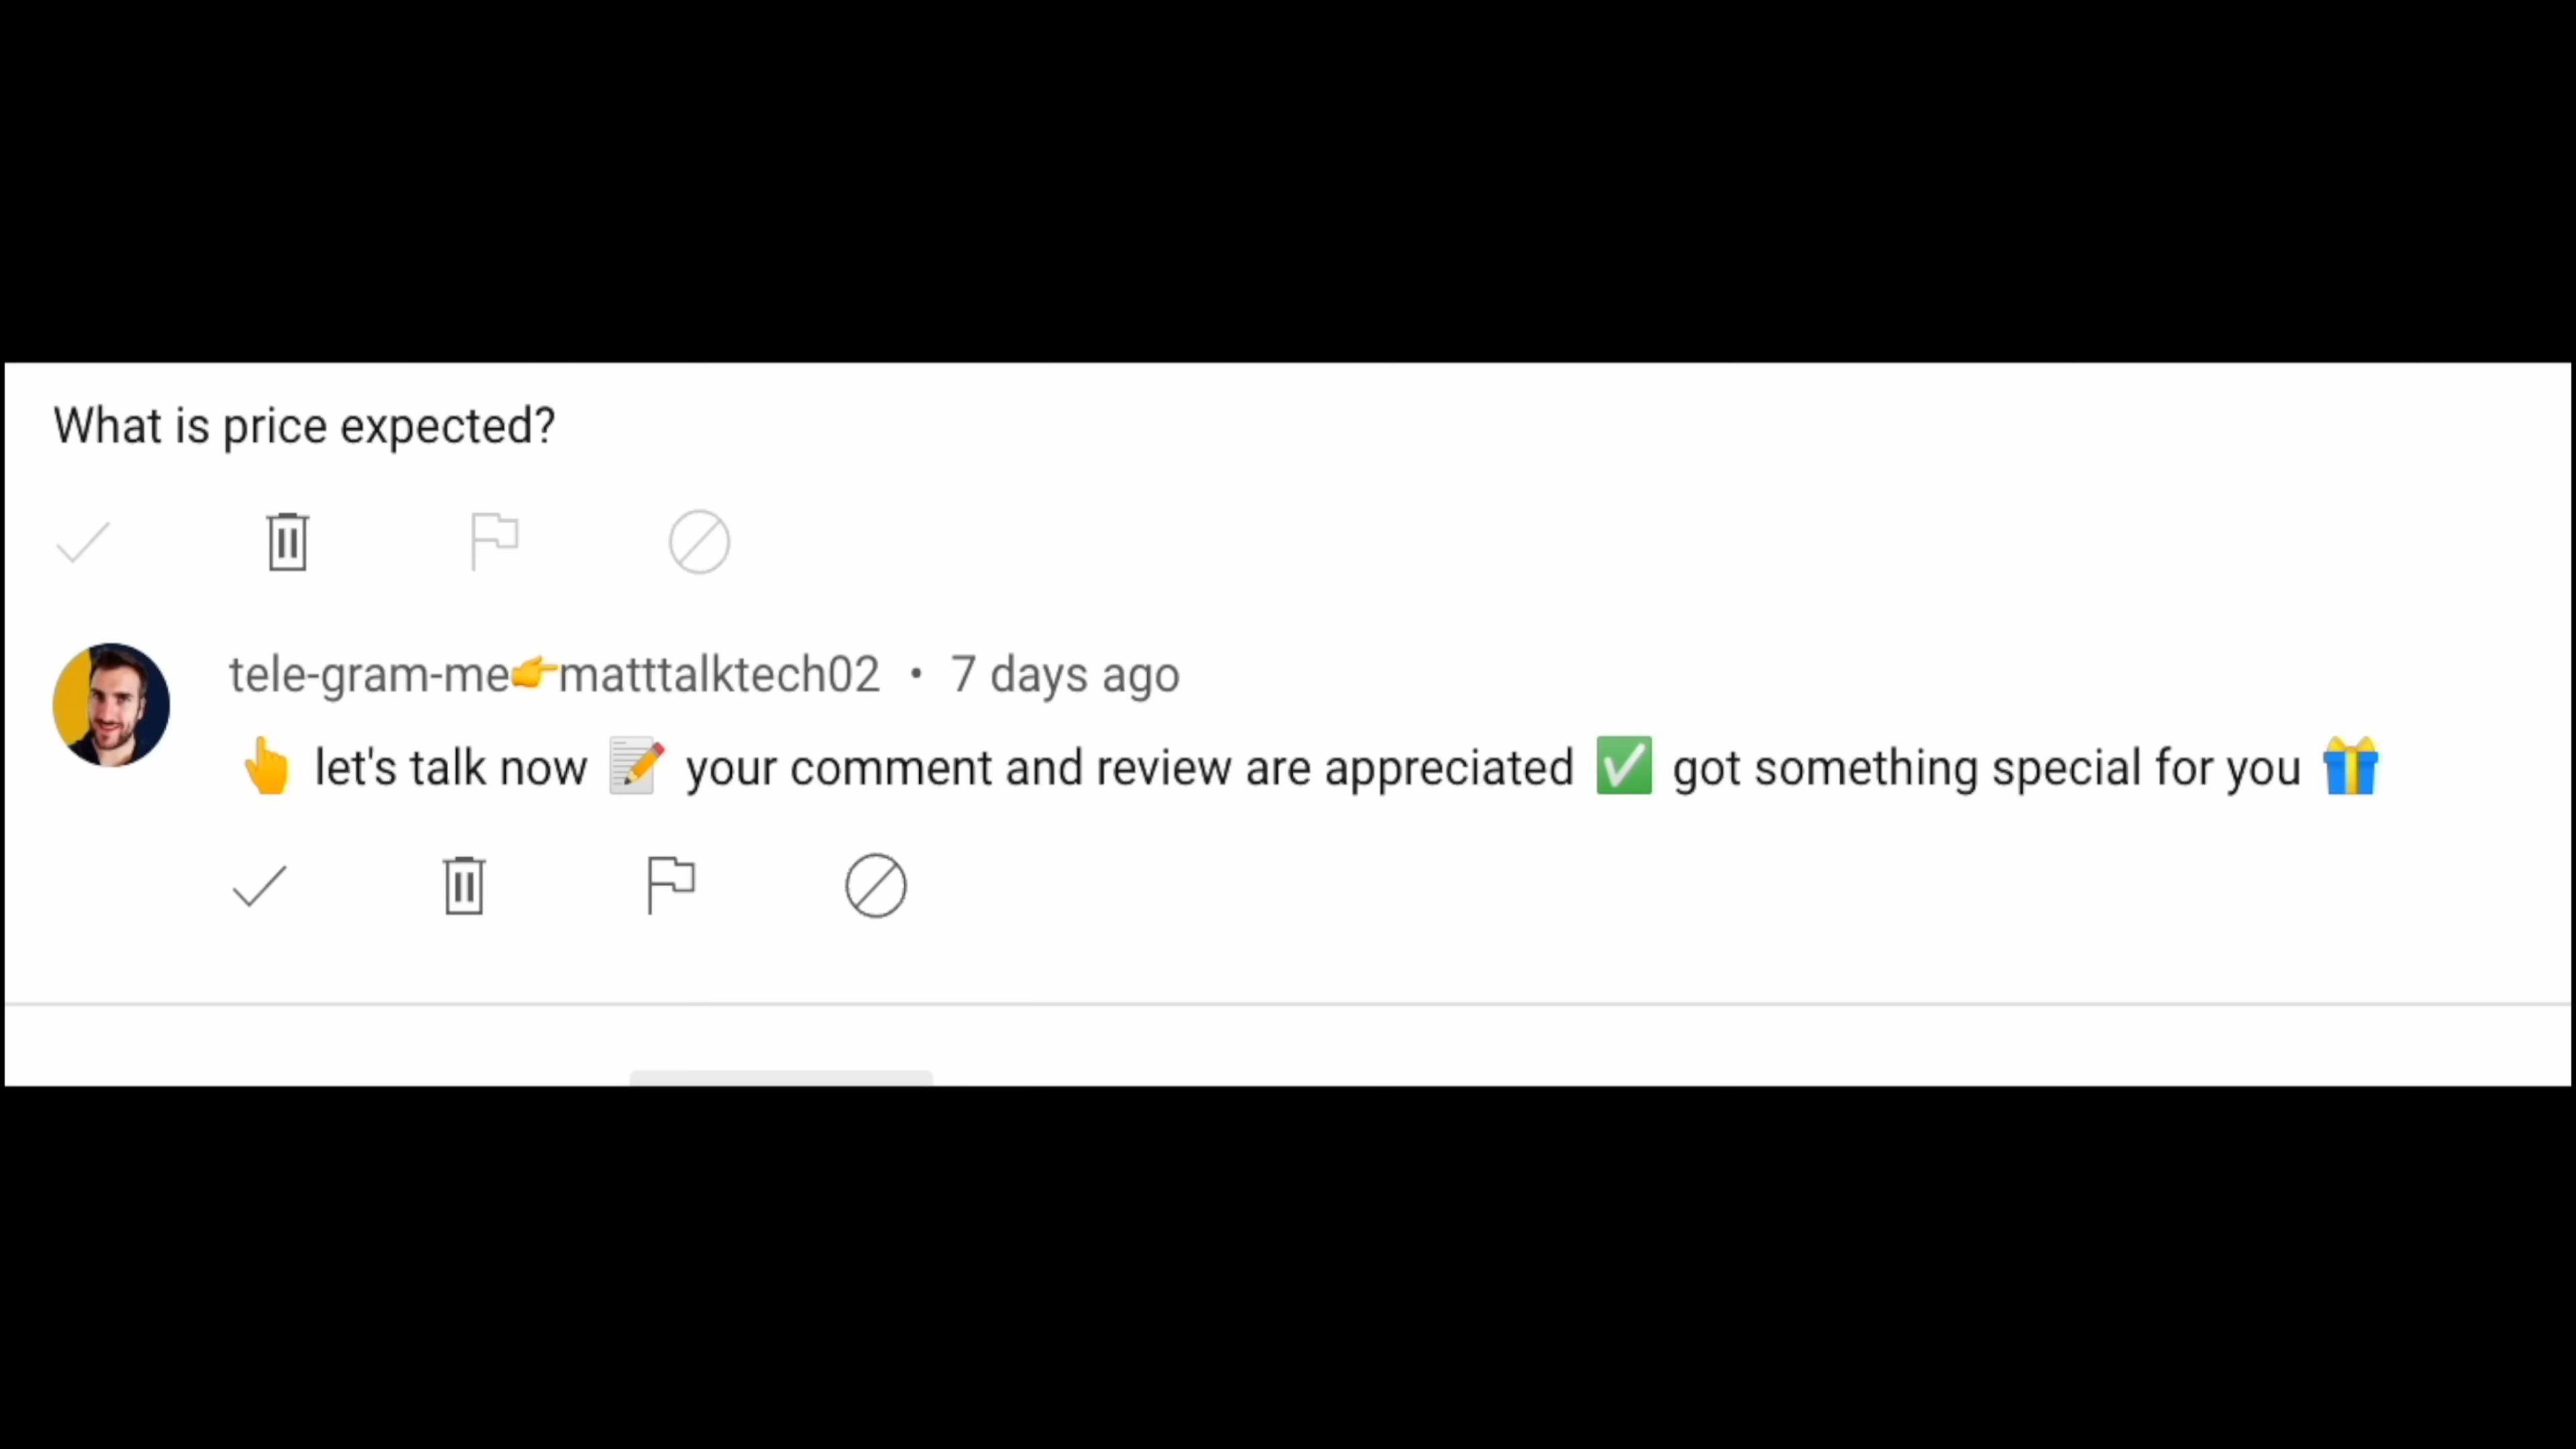 What is price expected?
tele-gram-me👉matttalktech02 • 7 days ago
👆 let's talk now 📝 your comment and review are appreciated ✅ got something special for you 🎁